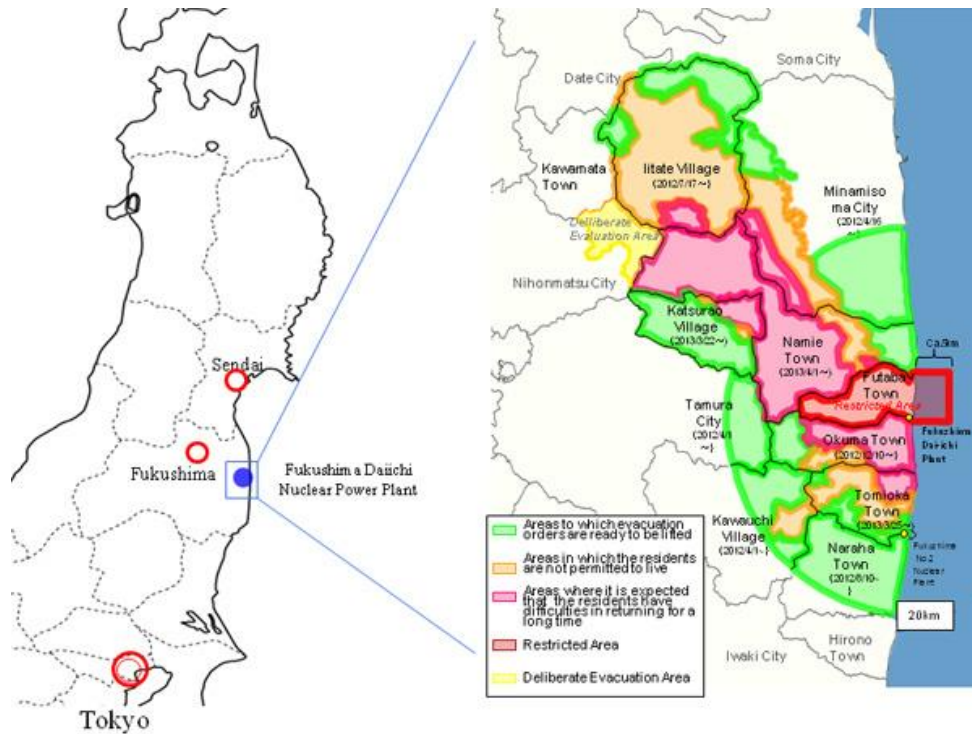 Sendai
Fukushima
Fukushima Daiichi
Nuclear Power Plant
Tokyo
Soma City
Date City
Kawamata
Town
Iitate Village
(2012/7/17~)
Minamiso
ma City
(2012/4/16
~)
Delliberate
Evaluation Area
Nihonmatsu City
Katsurao
Village
(2013/3/22~)
Namie
Town
(2013/4/1~)
Ca.5km
Futaba
Town
Restricted Area
Tamura
City
(2012/4/1
~)
Okuma Town
(2012/12/10~)
Fukushima
Dai-ichi
Plant
Tomioka
Town
(2013/3/25~)
Kawauchi
Village
(2012/4/1~)
Naraha
Town
(2012/8/10~
)
Fukushima
No.2
Nuclear
Plant
20km
Hirono
Town
Iwaki City
Areas to which evacuation
orders are ready to be lifted
Areas in which the residents
are not permitted to live
Areas where it is expected
that the residents have
difficulties in returning for a
long time
Restricted Area
Deliberate Evacuation Area